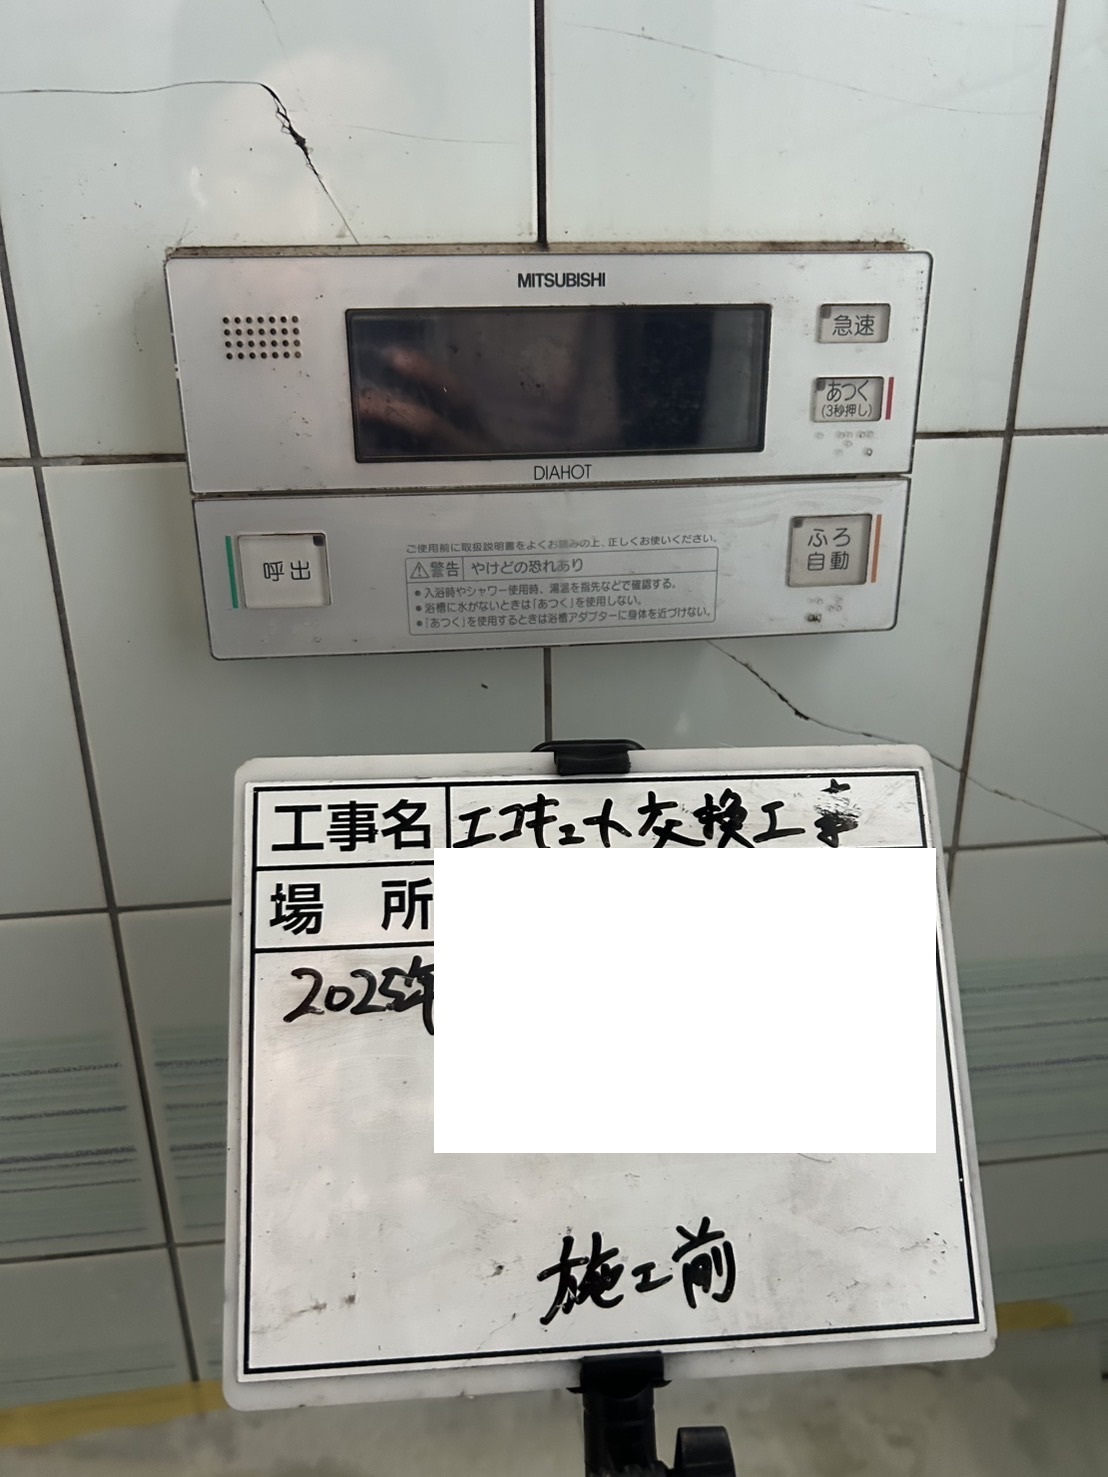 MITSUBISHI
急速
あつく
(3秒押し)
DIAHOT
呼出
ご使用前に取扱説明書をよくお読みの上、正しくお使いください。
⚠警告 やけどの恐れあり
●入浴時やシャワー使用時、湯温を指先などで確認する。
●浴槽に水がないときは「あつく」を使用しない。
●「あつく」を使用するときは浴槽アダプターに身体を近づけない。
ふろ
自動
工事名 エコキュート交換工事
場 所
2025年
施工前